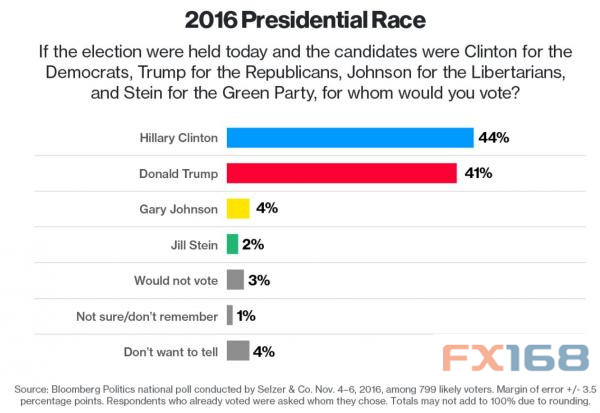 2016 Presidential Race
If the election were held today and the candidates were Clinton for the
Democrats, Trump for the Republicans, Johnson for the Libertarians,
and Stein for the Green Party, for whom would you vote?
Hillary Clinton 44%
Donald Trump 41%
Gary Johnson 4%
Jill Stein 2%
Would not vote 3%
Not sure/don't remember 1%
Don't want to tell 4%
FX168
Source: Bloomberg Politics national poll conducted by Selzer & Co. Nov. 4–6, 2016, among 799 likely voters. Margin of error +/- 3.5
percentage points. Respondents who already voted were asked whom they chose. Totals may not add to 100% due to rounding.